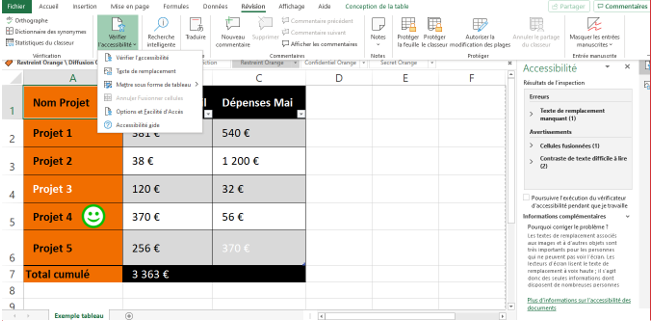 Fichier Accueil Insertion Mise en page Formules Données Révision Affichage Aide Conception de la table Partager Commentaires
Orthographe
Dictionnaire des synonymes
Statistiques du classeur
Vérification
Vérifier l'accessibilité
Recherche intelligente
Traduire
Nouveau commentaire
Supprimer
Commentaire précédent
Commentaire suivant
Afficher les commentaires
Commentaires
Notes
Notes
Protéger la feuille
Protéger le classeur
Autoriser la modification des plages
Annuler le partage du classeur
Protéger
Masquer les entrées manuscrites
Entrée manuscrite
Vérifier l'accessibilité
Texte de remplacement
Mettre sous forme de tableau
Annuler Fusionner cellules
Options et Facilité d'Accès
Accessibilité aide
Restreint Orange \ Diffusion
Restreint Orange
Confidentiel Orange
Secret Orange
A C D E F
1 Nom Projet Dépenses Mai
2 Projet 1 381 € 540 €
3 Projet 2 38 € 1 200 €
4 Projet 3 120 € 32 €
5 Projet 4 370 € 56 €
6 Projet 5 256 € 370 €
7 Total cumulé 3 363 €
8
9
Exemple tableau
Accessibilité
Résultats de l'inspection
Erreurs
Texte de remplacement
manquant (1)
Avertissements
Cellules fusionnées (1)
Contraste de texte difficile à lire
(2)
Poursuivre l'exécution du vérificateur
d'accessibilité pendant que je travaille
Informations complémentaires
Pourquoi corriger le problème ?
Les textes de remplacement associés
aux images et à d'autres objets sont
très importants pour les personnes
qui ne peuvent pas voir l'écran. Les
lecteurs d'écran lisent le texte de
remplacement à voix haute ; il s'agit
donc des seules informations dont
disposent de nombreuses personnes
Plus d'informations sur l'accessibilité des
documents